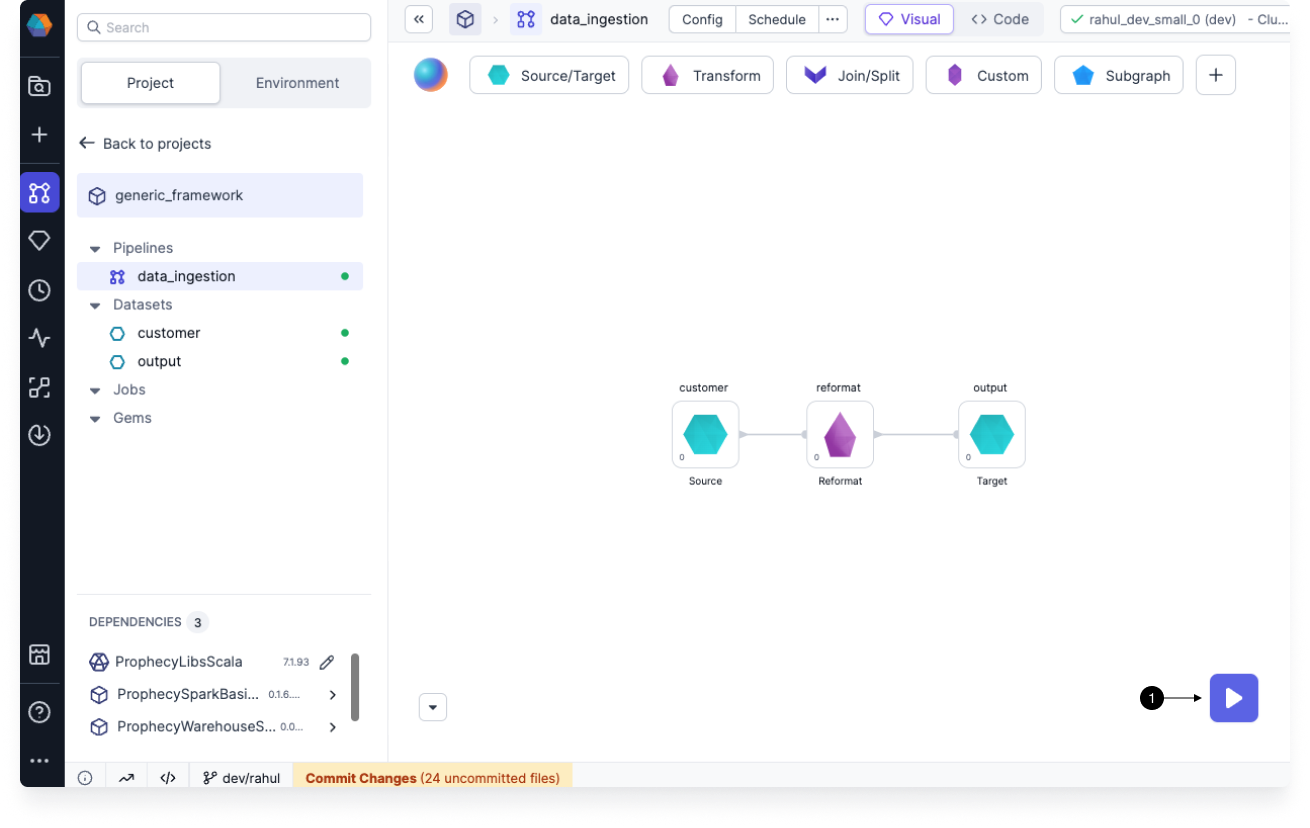 Search
Project
Environment
Back to projects
generic_framework
Pipelines
data_ingestion
Datasets
customer
output
Jobs
Gems
DEPENDENCIES 3
ProphecyLibsScala 7.1.93
ProphecySparkBasi... 0.1.6....
ProphecyWarehouseS... 0.0...
data_ingestion
Config
Schedule
Visual
Code
rahul_dev_small_0 (dev) - Clu...
Source/Target
Transform
Join/Split
Custom
Subgraph
customer
0
Source
reformat
0
Reformat
output
0
Target
1
dev/rahul
Commit Changes (24 uncommitted files)